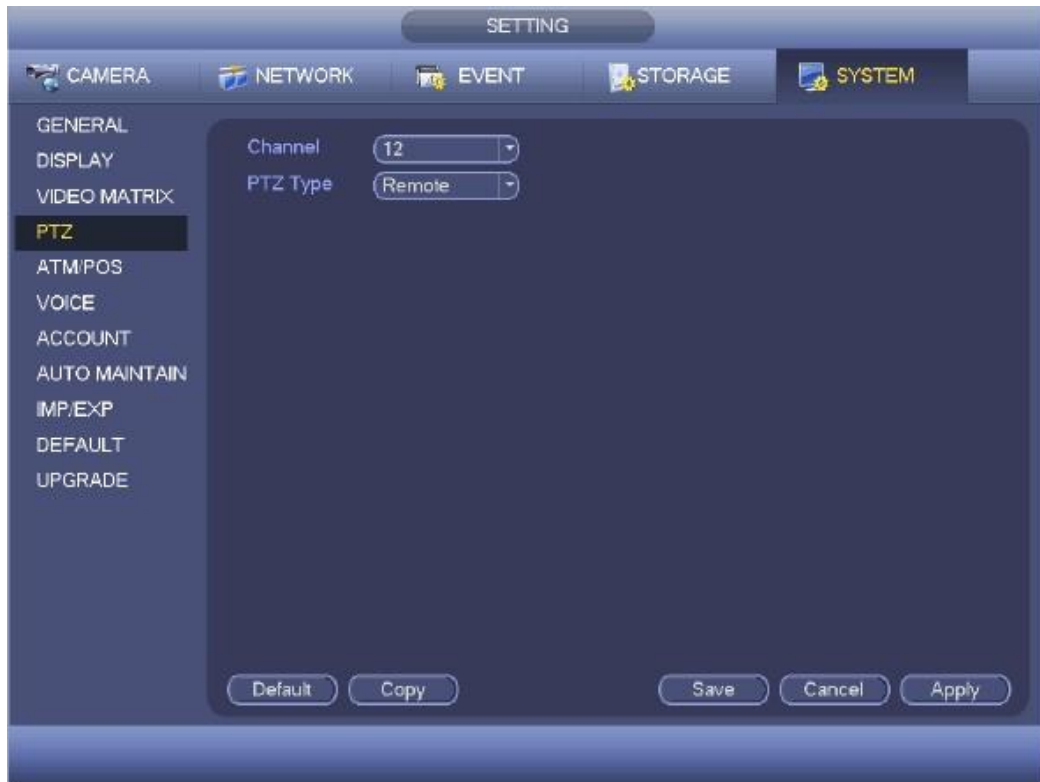 SETTING
CAMERA NETWORK EVENT STORAGE SYSTEM
GENERAL
DISPLAY
VIDEO MATRIX
PTZ
ATM/POS
VOICE
ACCOUNT
AUTO MAINTAIN
IMP/EXP
DEFAULT
UPGRADE
Channel 12
PTZ Type Remote
Default Copy Save Cancel Apply